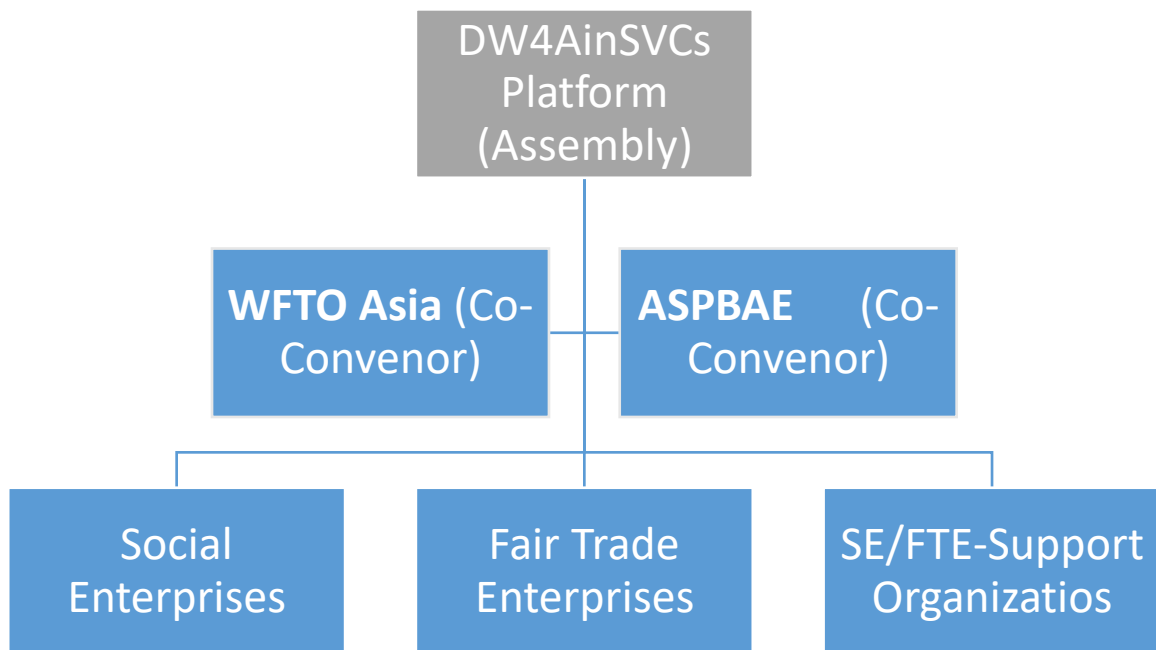 DW4AinSVCs
Platform
(Assembly)
WFTO Asia (Co-
Convenor)
ASPBAE (Co-
Convenor)
Social
Enterprises
Fair Trade
Enterprises
SE/FTE-Support
Organizatios